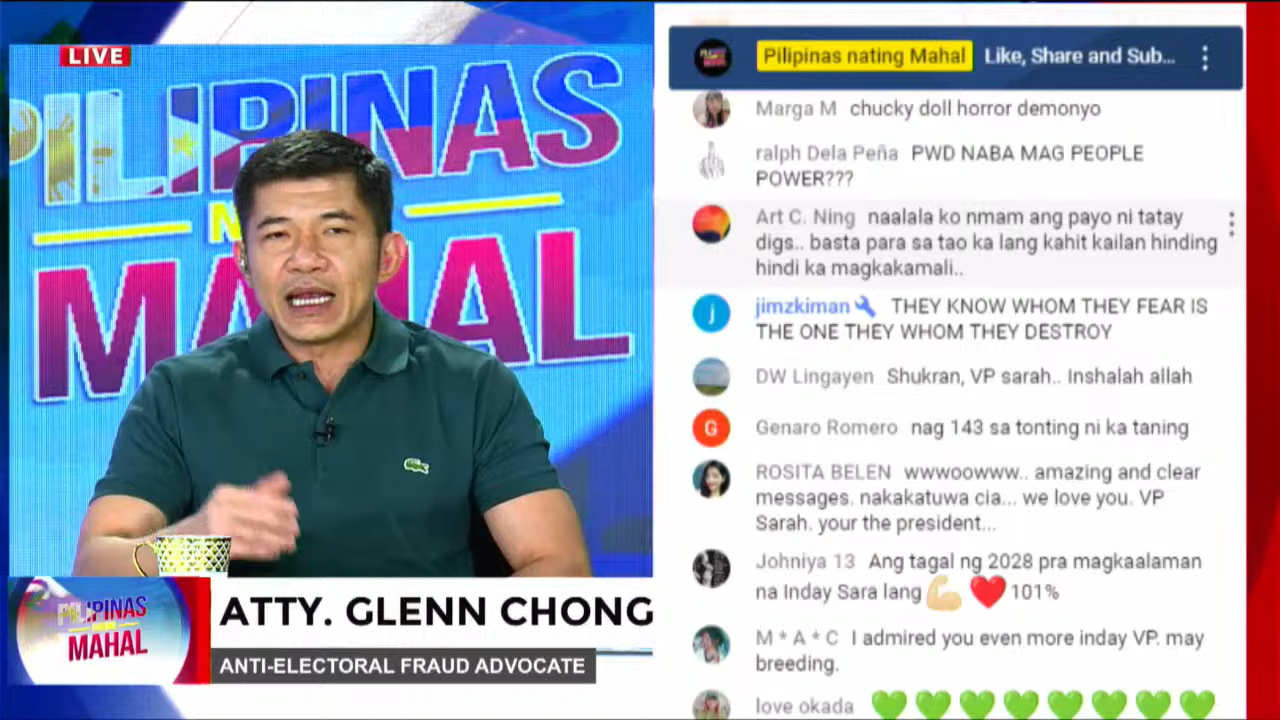 LIVE
PILIPINAS
N
MAHAL
PILIPINAS
MAHAL
ATTY. GLENN CHONG
ANTI-ELECTORAL FRAUD ADVOCATE
Pilipinas nating Mahal Like, Share and Sub...
Marga M chucky doll horror demonyo
ralph Dela Peña PWD NABA MAG PEOPLE
POWER???
Art C. Ning naalala ko nmam ang payo ni tatay
digs.. basta para sa tao ka lang kahit kailan hinding
hindi ka magkakamali..
j
jimzkiman THEY KNOW WHOM THEY FEAR IS
THE ONE THEY WHOM THEY DESTROY
DW Lingayen Shukran, VP sarah.. Inshalah allah
G
Genaro Romero nag 143 sa tonting ni ka taning
ROSITA BELEN wwwoowww.. amazing and clear
messages. nakakatuwa cia... we love you. VP
Sarah. your the president...
Johniya 13 Ang tagal ng 2028 pra magkaalaman
na Inday Sara lang 💪❤️ 101%
M * A * C I admired you even more inday VP. may
breeding.
love okada 💚💚💚💚💚💚💚💚